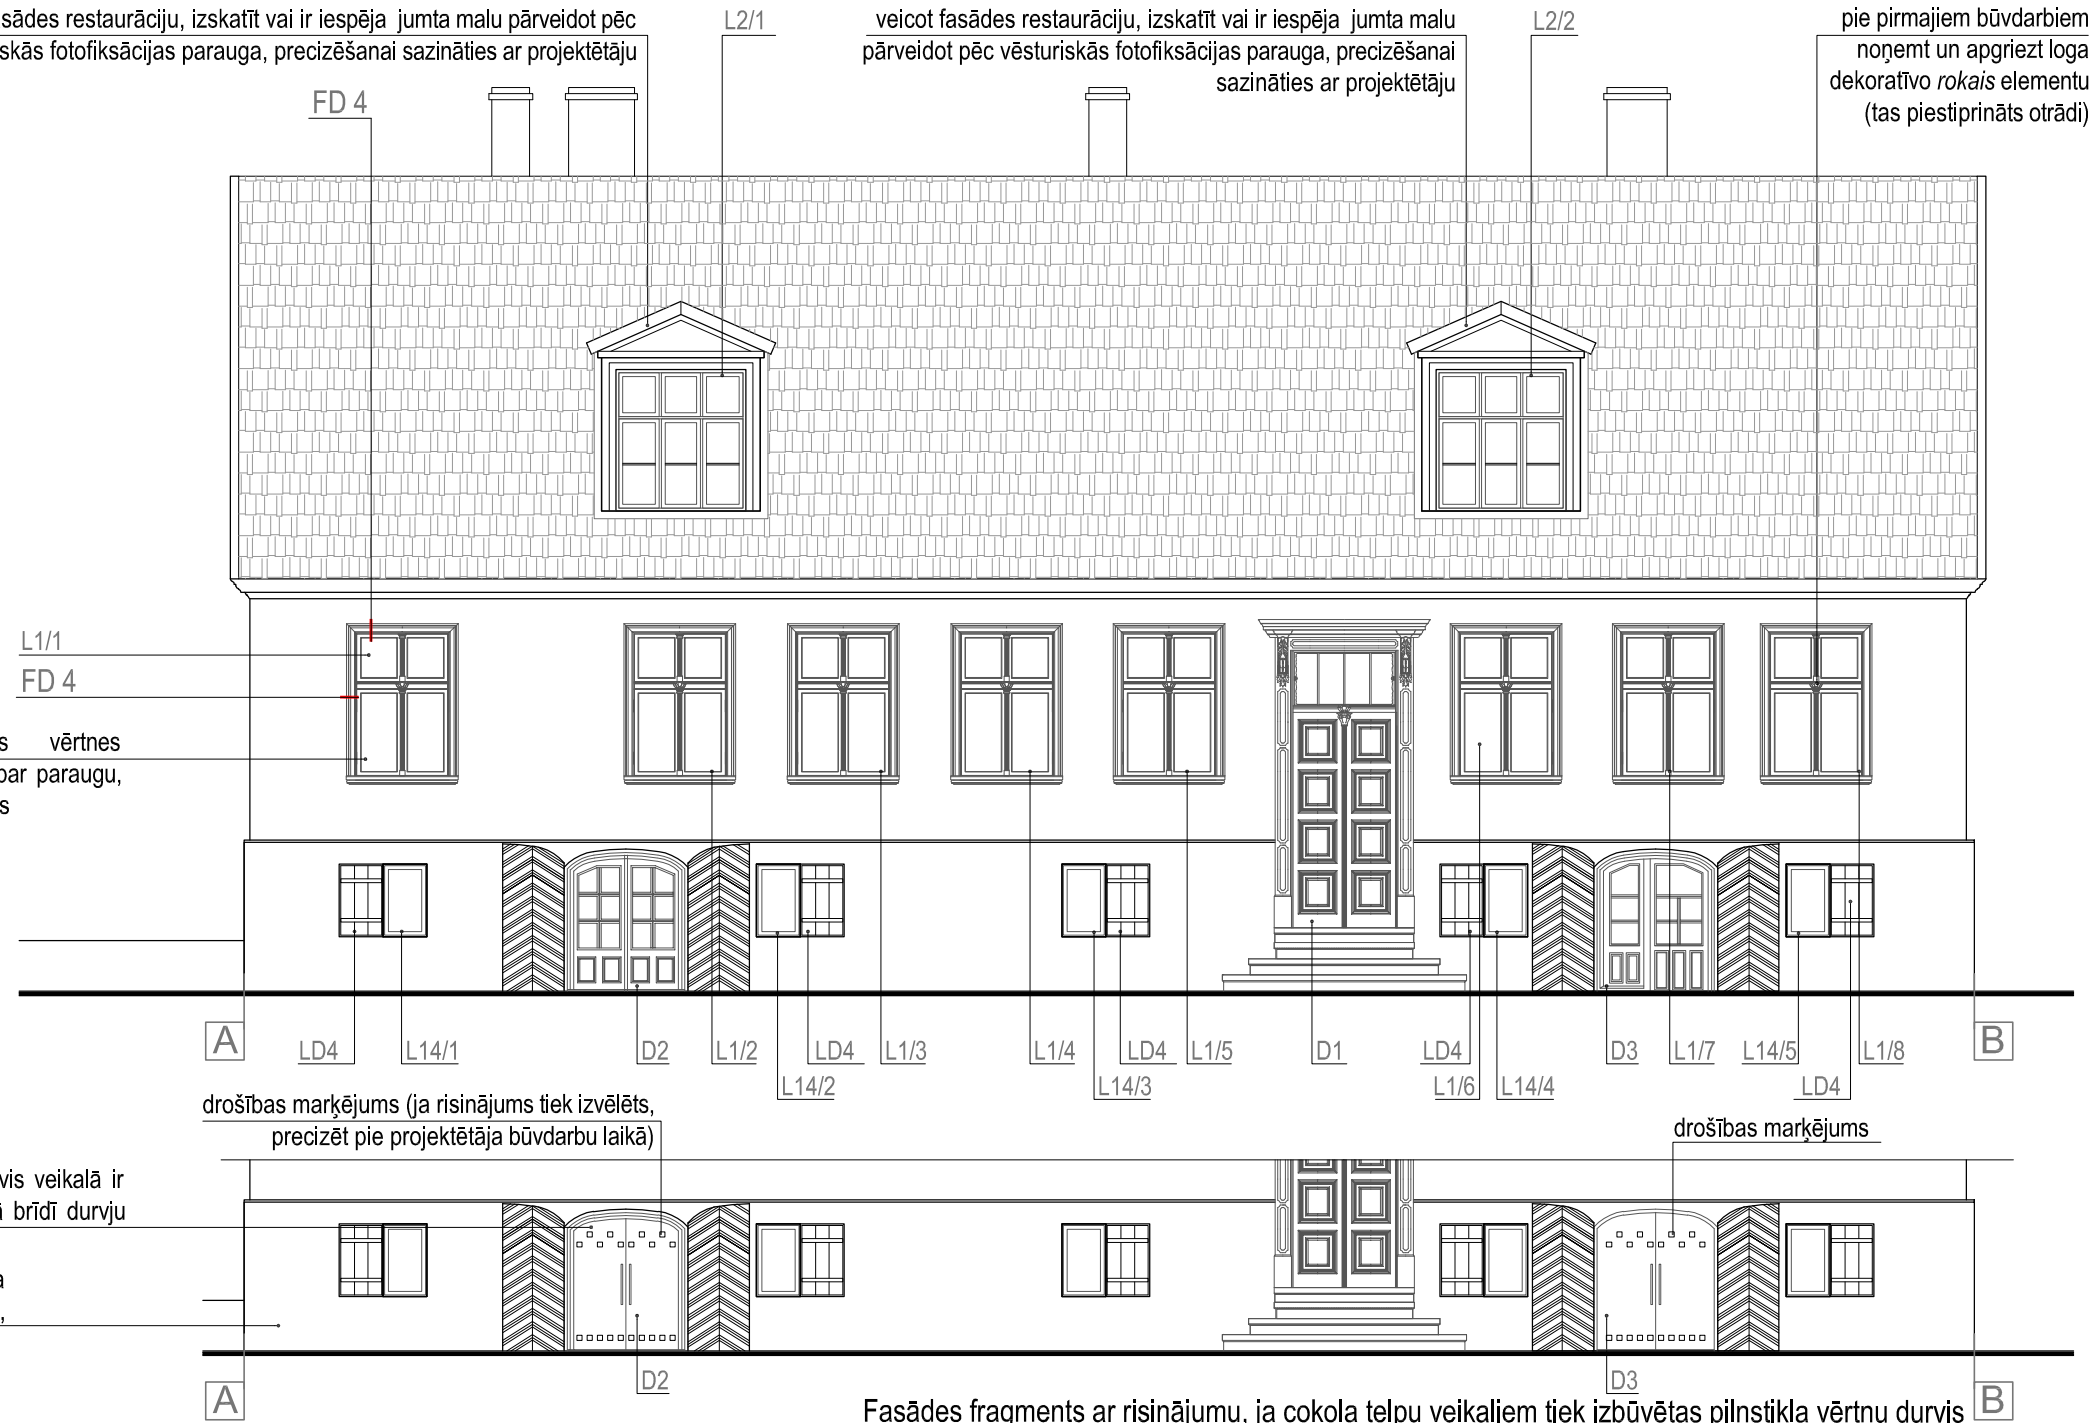 sādes restaurāciju, izskatīt vai ir iespēja jumta malu pārveidot pēc
skās fotofiksācijas parauga, precizēšanai sazināties ar projektētāju
L2/1
veicot fasādes restaurāciju, izskatīt vai ir iespēja jumta malu
pārveidot pēc vēsturiskās fotofiksācijas parauga, precizēšanai
sazināties ar projektētāju
L2/2
pie pirmajiem būvdarbiem
noņemt un apgriezt loga
dekoratīvo rokais elementu
(tas piestiprināts otrādi)
FD 4
L1/1
FD 4
s vērtnes
par paraugu,
s
A
LD4
L14/1
D2
L1/2
LD4
L1/3
L1/4
LD4
L1/5
D1
LD4
D3
L1/7
L14/5
L1/8
B
L14/2
L14/3
L1/6
L14/4
LD4
drošības marķējums (ja risinājums tiek izvēlēts,
precizēt pie projektētāja būvdarbu laikā)
drošības marķējums
vis veikalā ir
ā brīdī durvju
a
,
A
D2
D3
B
Fasādes fragments ar risinājumu, ja cokola telpu veikaliem tiek izbūvētas pilnstikla vērtņu durvis